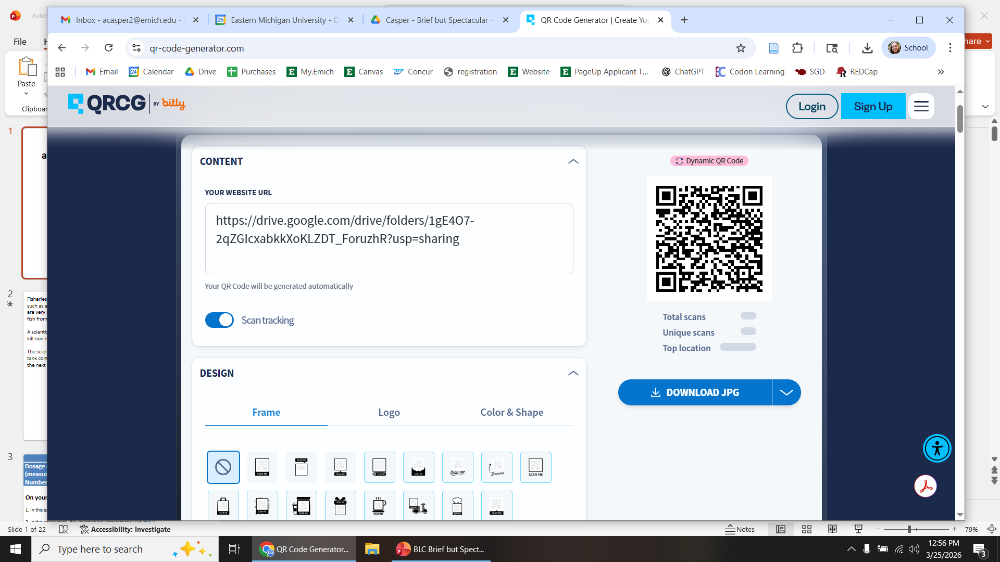 Inbox - acasper2@emich.edu -
Eastern Michigan University - C
Casper - Brief but Spectacular -
QR Code Generator | Create You
qr-code-generator.com
School
Email
Calendar
Drive
Purchases
My.Emich
Canvas
Concur
registration
Website
PageUp Applicant T...
ChatGPT
Codon Learning
SGD
REDCap
File
Paste
Clipboar
hare
QRCG BY bitly
Login
Sign Up
CONTENT
YOUR WEBSITE URL
https://drive.google.com/drive/folders/1gE4O7-
2qZGIcxabkkXoKLZDT_ForuzhR?usp=sharing
Your QR Code will be generated automatically
Scan tracking
Dynamic QR Code
Total scans
Unique scans
Top location
DOWNLOAD JPG
DESIGN
Frame
Logo
Color & Shape
1
a
2
Fisheries
such as a
are very
fish from
A scientis
kill non-n
The scien
tank cont
the next
3
Dosage
(measur
Number
On your
1. In this ex
Slide 1 of 22
Accessibility: Investigate
Notes
79%
Type here to search
QR Code Generator...
BLC Brief but Spect...
12:56 PM
3/25/2026
3